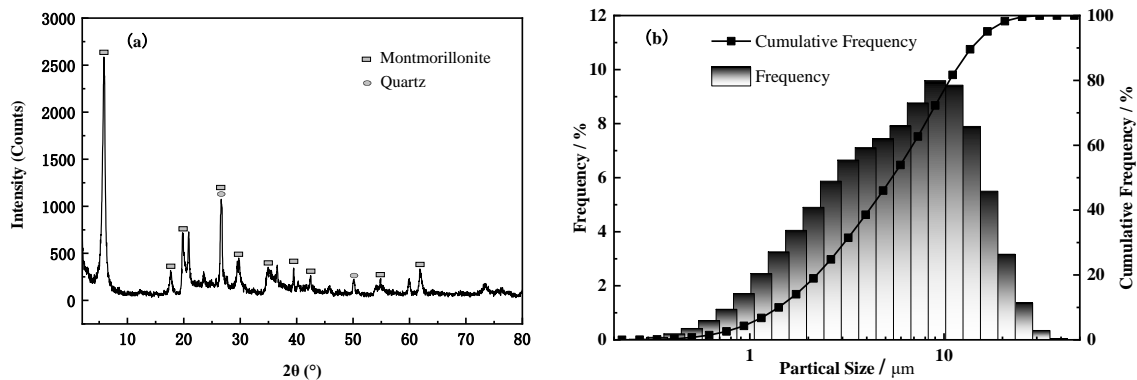 (a)
Montmorillonite
Quartz
Intensity (Counts)
3000
2500
2000
1500
1000
500
0
10 20 30 40 50 60 70 80
2θ (°)
(b)
Cumulative Frequency
Frequency
Frequency / %
12
10
8
6
4
2
0
1 10
Partical Size / μm
100
80
60
40
20
0
Cumulative Frequency / %